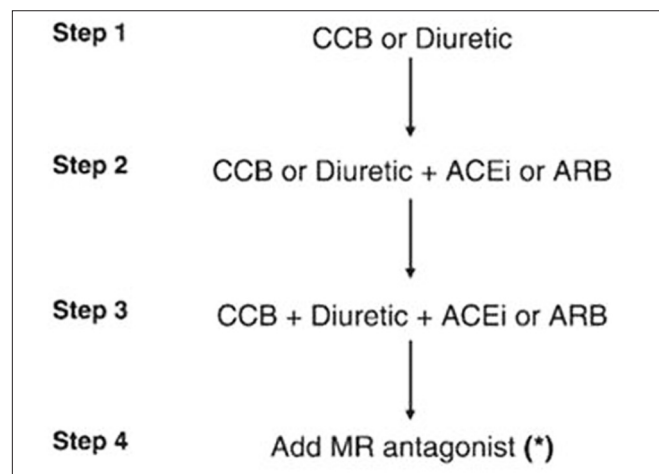 Step 1 CCB or Diuretic
Step 2 CCB or Diuretic + ACEi or ARB
Step 3 CCB + Diuretic + ACEi or ARB
Step 4 Add MR antagonist (*)